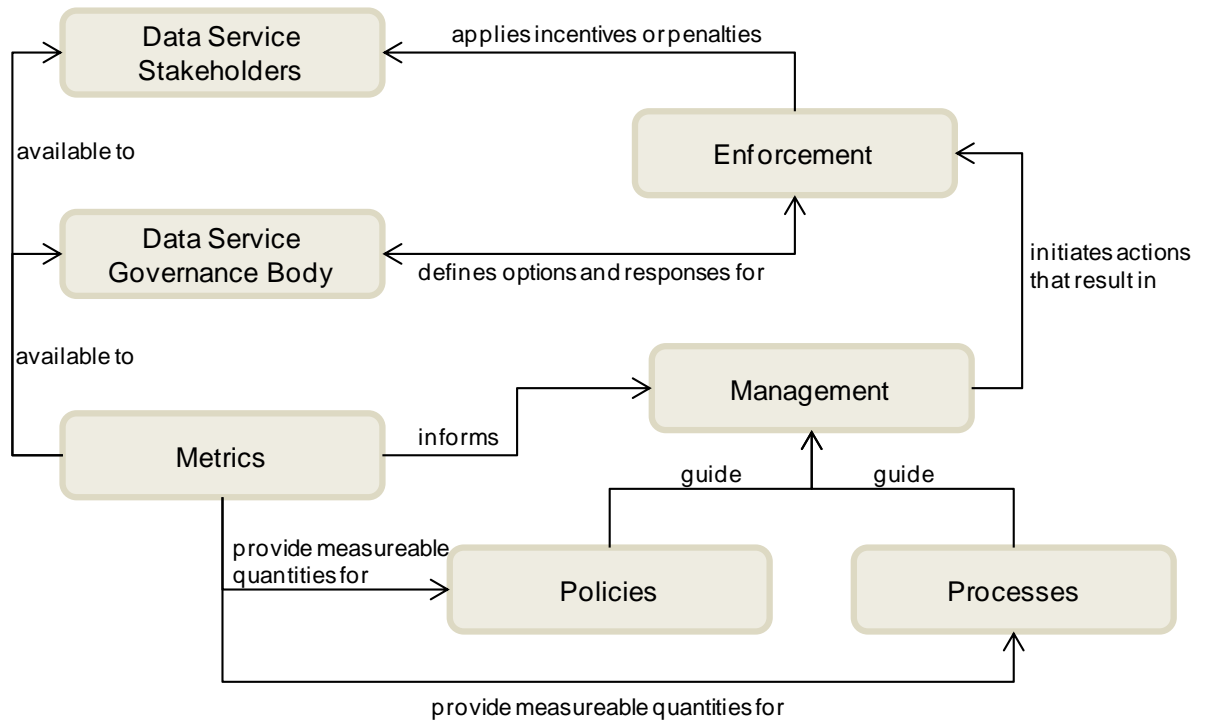 Data Service
Stakeholders
applies incentives or penalties
Enforcement
available to
Data Service
Governance Body
defines options and responses for
initiates actions
that result in
available to
Management
Metrics
informs
guide
guide
provide measureable
quantities for
Policies
Processes
provide measureable quantities for